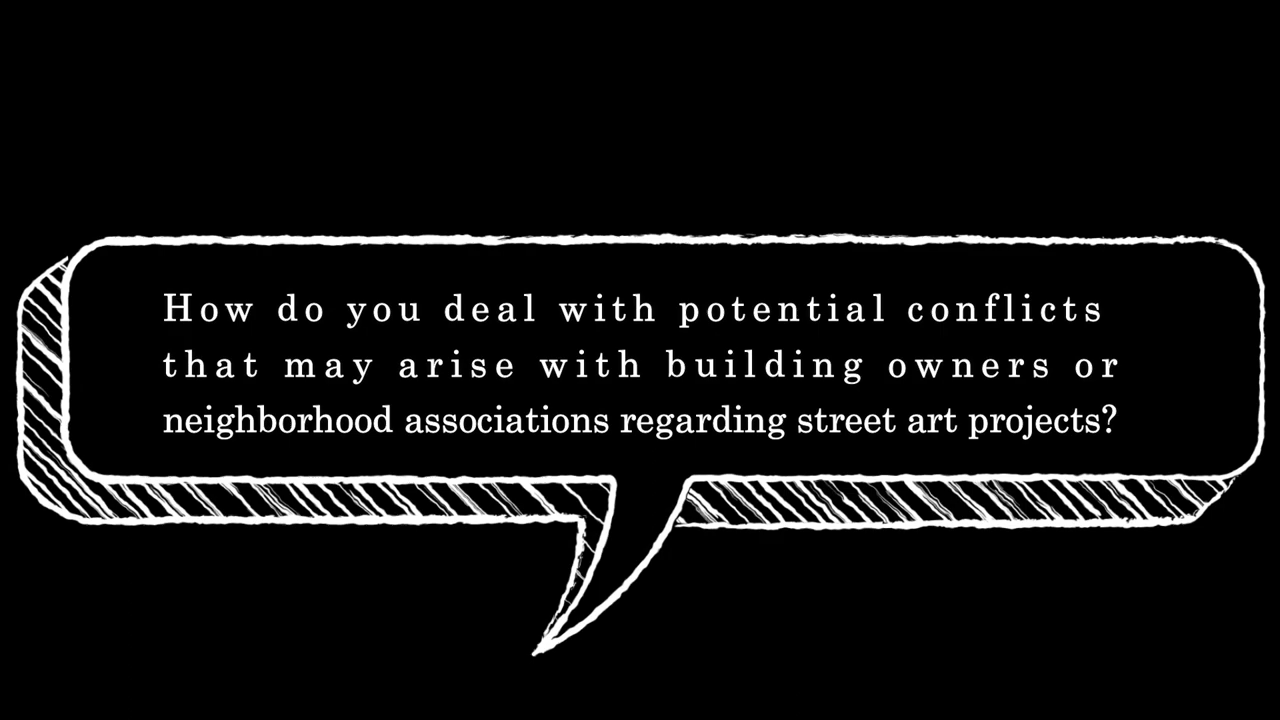 How do you deal with potential conflicts
that may arise with building owners or
neighborhood associations regarding street art projects?